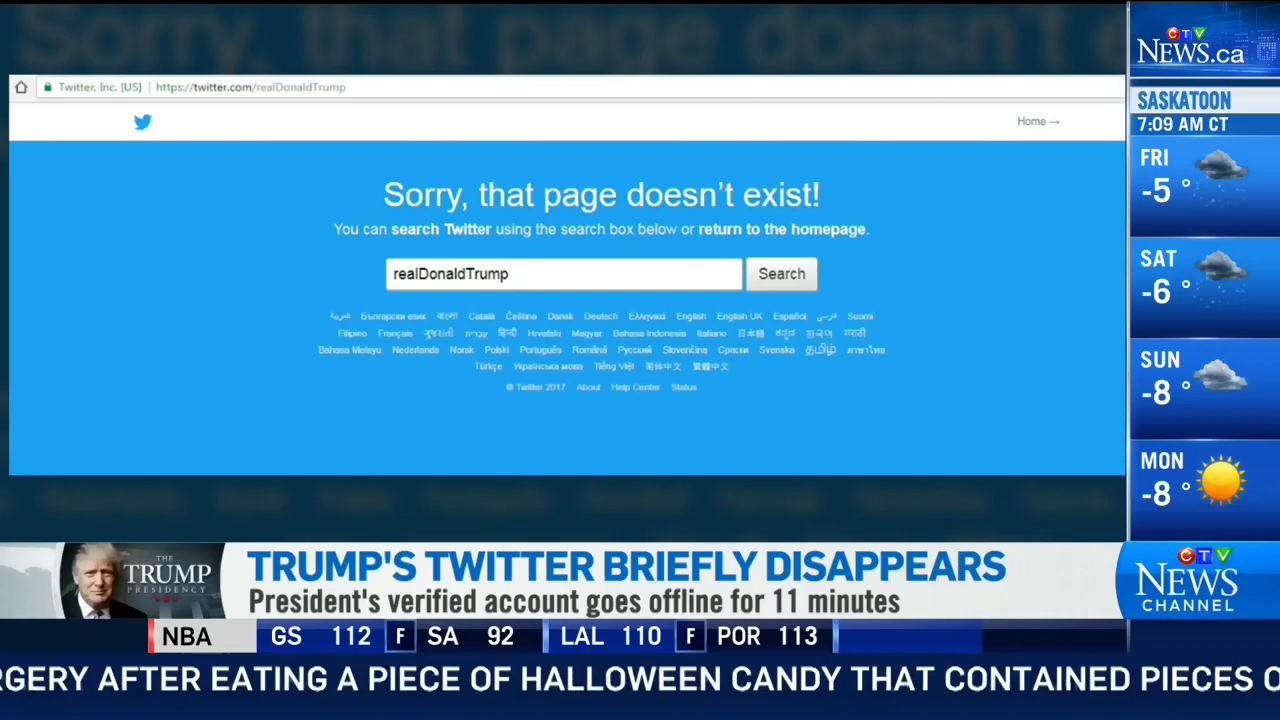 Sorry, that page doesn't e
Twitter, Inc. [US] https://twitter.com/realDonaldTrump
Home →
Sorry, that page doesn't exist!
You can search Twitter using the search box below or return to the homepage.
realDonaldTrump Search
العربية Български език বাংলা Català Čeština Dansk Deutsch Ελληνικά English English UK Español فارسی Suomi
Filipino Français ગુજરાતી עברית हिन्दी Hrvatski Magyar Bahasa Indonesia Italiano 日本語 ಕನ್ನಡ 한국어 मराठी
Bahasa Melayu Nederlands Norsk Polski Português Română Русский Slovenčina Српски Svenska தமிழ் ภาษาไทย
Türkçe Українська мова Tiếng Việt 简体中文 繁體中文
© Twitter 2017 About Help Center Status
CTV
NEWS.ca
SASKATOON
7:09 AM CT
FRI
-5 °
SAT
-6 °
SUN
-8 °
MON
-8 °
THE
TRUMP
PRESIDENCY
TRUMP'S TWITTER BRIEFLY DISAPPEARS
President's verified account goes offline for 11 minutes
CTV
NEWS
CHANNEL
NBA GS 112 F SA 92 LAL 110 F POR 113
RGERY AFTER EATING A PIECE OF HALLOWEEN CANDY THAT CONTAINED PIECES O